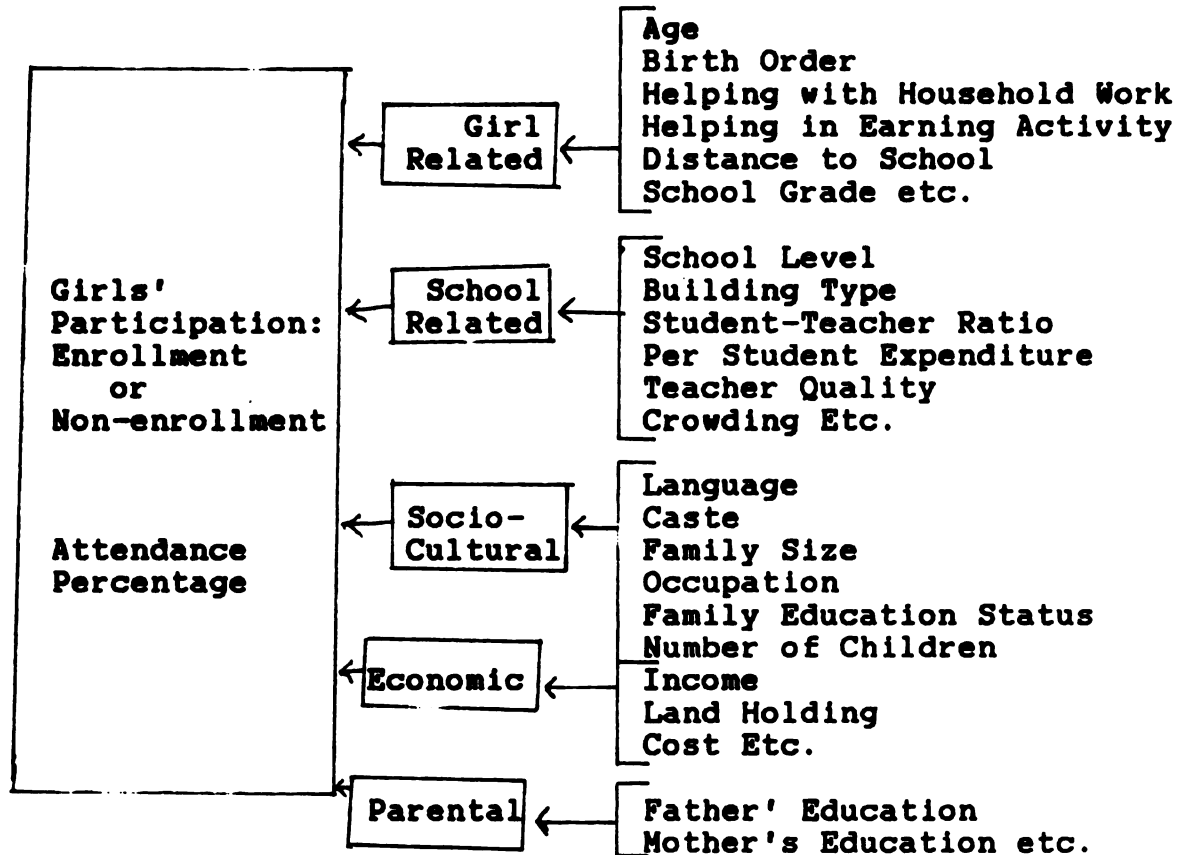 Girls'
Participation:
Enrollment
or
Non-enrollment
Attendance
Percentage
Girl
Related
School
Related
Socio-
Cultural
Economic
Parental
Age
Birth Order
Helping with Household Work
Helping in Earning Activity
Distance to School
School Grade etc.
School Level
Building Type
Student-Teacher Ratio
Per Student Expenditure
Teacher Quality
Crowding Etc.
Language
Caste
Family Size
Occupation
Family Education Status
Number of Children
Income
Land Holding
Cost Etc.
Father' Education
Mother's Education etc.